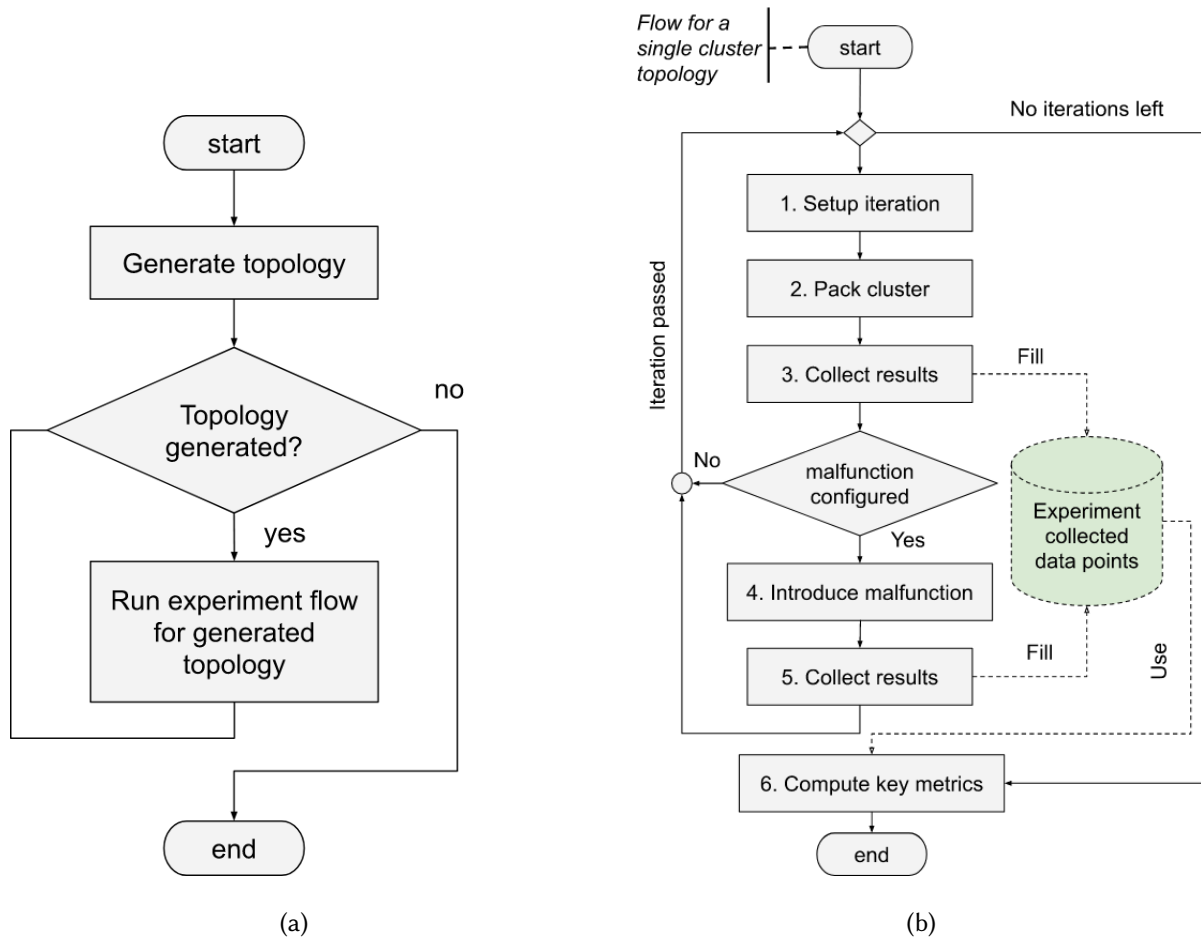 start
Generate topology
Topology
generated?
no
yes
Run experiment flow
for generated
topology
end
(a)
Flow for a
single cluster
topology
start
No iterations left
1. Setup iteration
Iteration passed
2. Pack cluster
3. Collect results
Fill
No
malfunction
configured
Experiment
collected
data points
Yes
4. Introduce malfunction
5. Collect results
Fill
Use
6. Compute key metrics
end
(b)